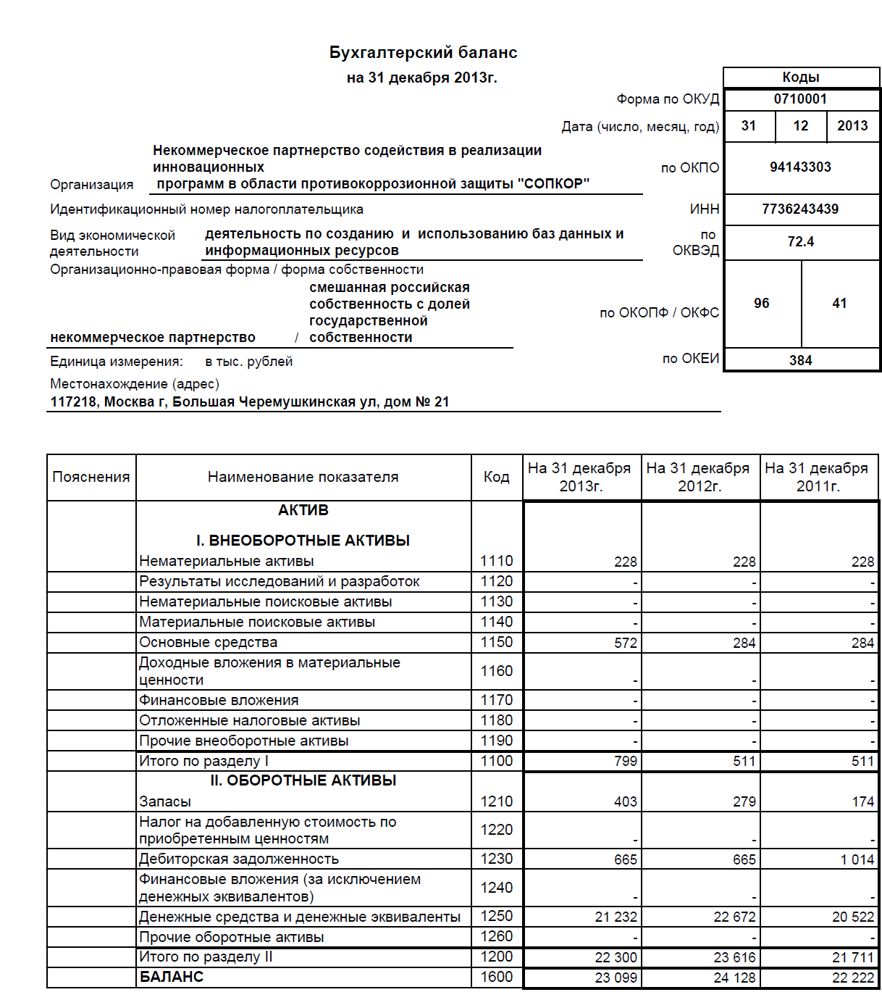 Бухгалтерский баланс
на 31 декабря 2013г.
Коды
Форма по ОКУД 0710001
Дата (число, месяц, год) 31 12 2013
Некоммерческое партнерство содействия в реализации
инновационных
Организация программ в области противокоррозионной защиты "СОПКОР" по ОКПО 94143303
Идентификационный номер налогоплательщика ИНН 7736243439
Вид экономической деятельность по созданию и использованию баз данных и по
деятельности информационных ресурсов ОКВЭД 72.4
Организационно-правовая форма / форма собственности
смешанная российская
собственность с долей
государственной
некоммерческое партнерство / собственности по ОКОПФ / ОКФС 96 41
Единица измерения: в тыс. рублей по ОКЕИ 384
Местонахождение (адрес)
117218, Москва г, Большая Черемушкинская ул, дом № 21
Пояснения Наименование показателя Код На 31 декабря 2013г. На 31 декабря 2012г. На 31 декабря 2011г.
АКТИВ
I. ВНЕОБОРОТНЫЕ АКТИВЫ
Нематериальные активы 1110 228 228 228
Результаты исследований и разработок 1120 - - -
Нематериальные поисковые активы 1130 - - -
Материальные поисковые активы 1140 - - -
Основные средства 1150 572 284 284
Доходные вложения в материальные
ценности 1160 - - -
Финансовые вложения 1170 - - -
Отложенные налоговые активы 1180 - - -
Прочие внеоборотные активы 1190 - - -
Итого по разделу I 1100 799 511 511
II. ОБОРОТНЫЕ АКТИВЫ
Запасы 1210 403 279 174
Налог на добавленную стоимость по
приобретенным ценностям 1220 - - -
Дебиторская задолженность 1230 665 665 1 014
Финансовые вложения (за исключением
денежных эквивалентов) 1240 - - -
Денежные средства и денежные эквиваленты 1250 21 232 22 672 20 522
Прочие оборотные активы 1260 - - -
Итого по разделу II 1200 22 300 23 616 21 711
БАЛАНС 1600 23 099 24 128 22 222